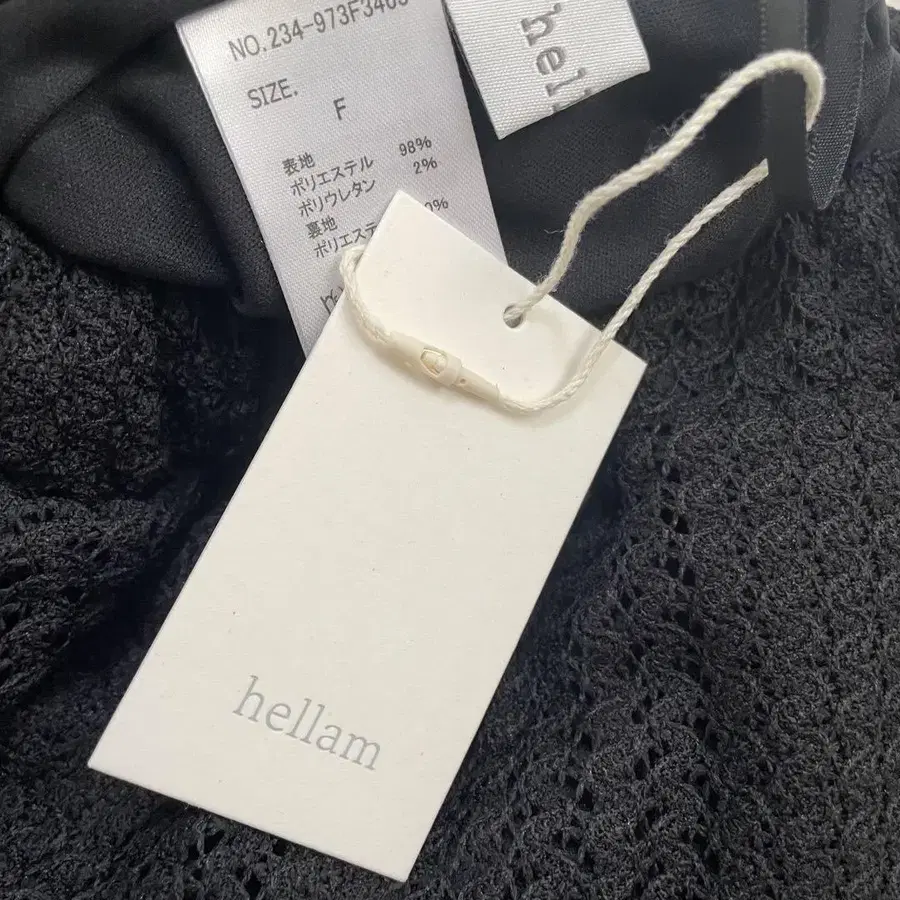 NO.234-973F3403
SIZE.
F
表地
ポリエステル 98%
ポリウレタン 2%
裏地
hel
hellam